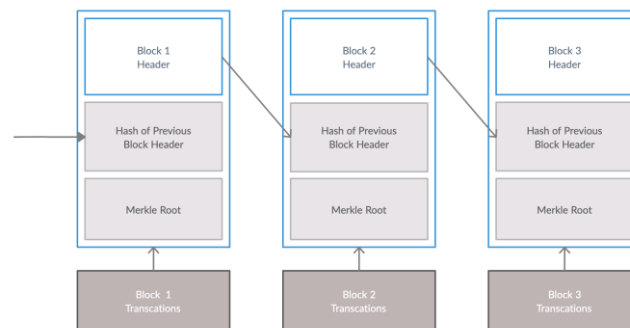 Block 1
Header
Hash of Previous
Block Header
Merkle Root
Block 1
Transcations
Block 2
Header
Hash of Previous
Block Header
Merkle Root
Block 2
Transcations
Block 3
Header
Hash of Previous
Block Header
Merkle Root
Block 3
Transcations